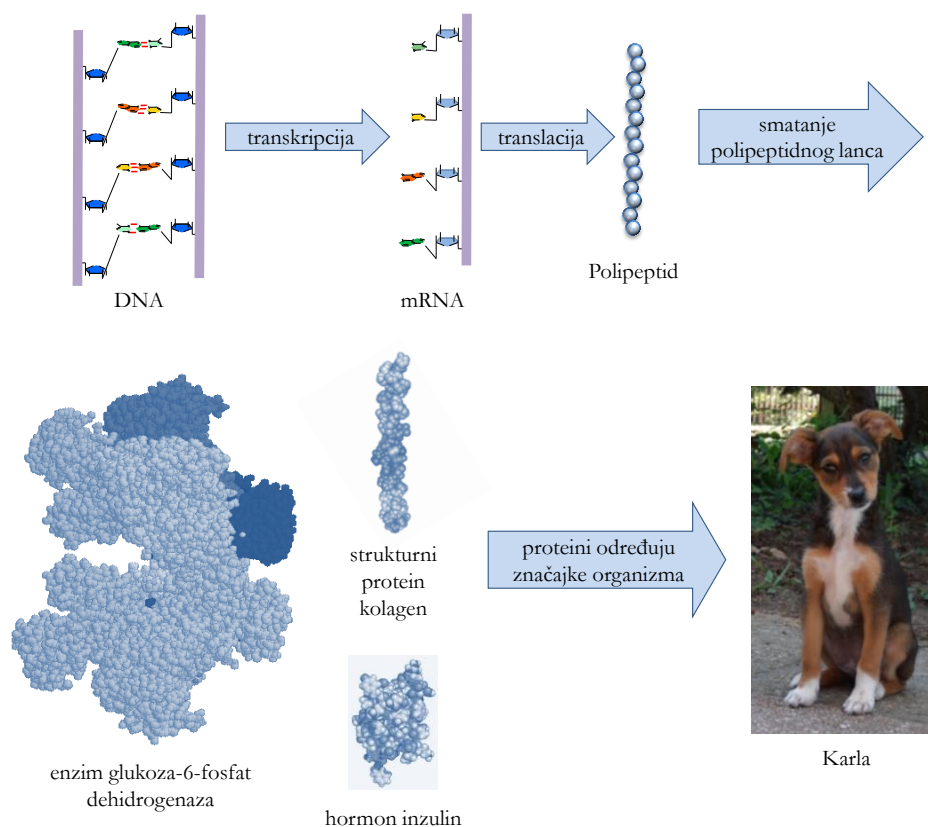 transkripcija
translacija
smatanje
polipeptidnog lanca
DNA
mRNA
Polipeptid
strukturni
protein
kolagen
proteini određuju
značajke organizma
enzim glukoza-6-fosfat
dehidrogenaza
hormon inzulin
Karla